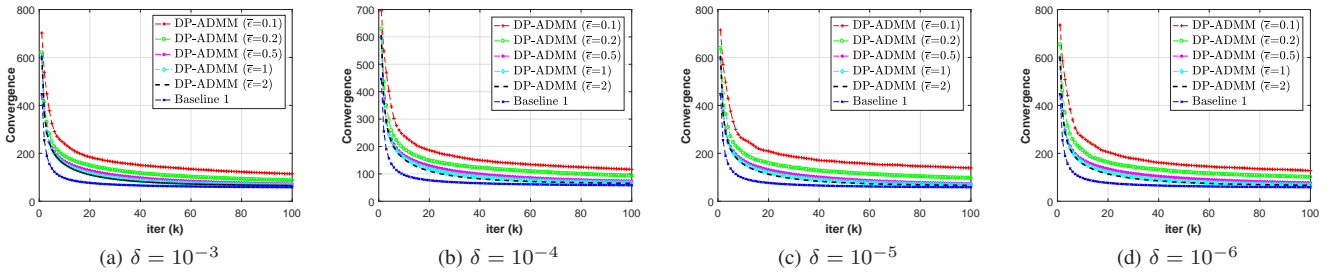 800
600
400
200
0
Convergence
0 20 40 60 80 100
iter (k)
DP-ADMM (ε̅=0.1)
DP-ADMM (ε̅=0.2)
DP-ADMM (ε̅=0.5)
DP-ADMM (ε̅=1)
DP-ADMM (ε̅=2)
Baseline 1
(a) δ = 10⁻³
700
600
500
400
300
200
100
0
Convergence
0 20 40 60 80 100
iter (k)
DP-ADMM (ε̅=0.1)
DP-ADMM (ε̅=0.2)
DP-ADMM (ε̅=0.5)
DP-ADMM (ε̅=1)
DP-ADMM (ε̅=2)
Baseline 1
(b) δ = 10⁻⁴
800
600
400
200
0
Convergence
0 20 40 60 80 100
iter (k)
DP-ADMM (ε̅=0.1)
DP-ADMM (ε̅=0.2)
DP-ADMM (ε̅=0.5)
DP-ADMM (ε̅=1)
DP-ADMM (ε̅=2)
Baseline 1
(c) δ = 10⁻⁵
800
600
400
200
0
Convergence
0 20 40 60 80 100
iter (k)
DP-ADMM (ε̅=0.1)
DP-ADMM (ε̅=0.2)
DP-ADMM (ε̅=0.5)
DP-ADMM (ε̅=1)
DP-ADMM (ε̅=2)
Baseline 1
(d) δ = 10⁻⁶